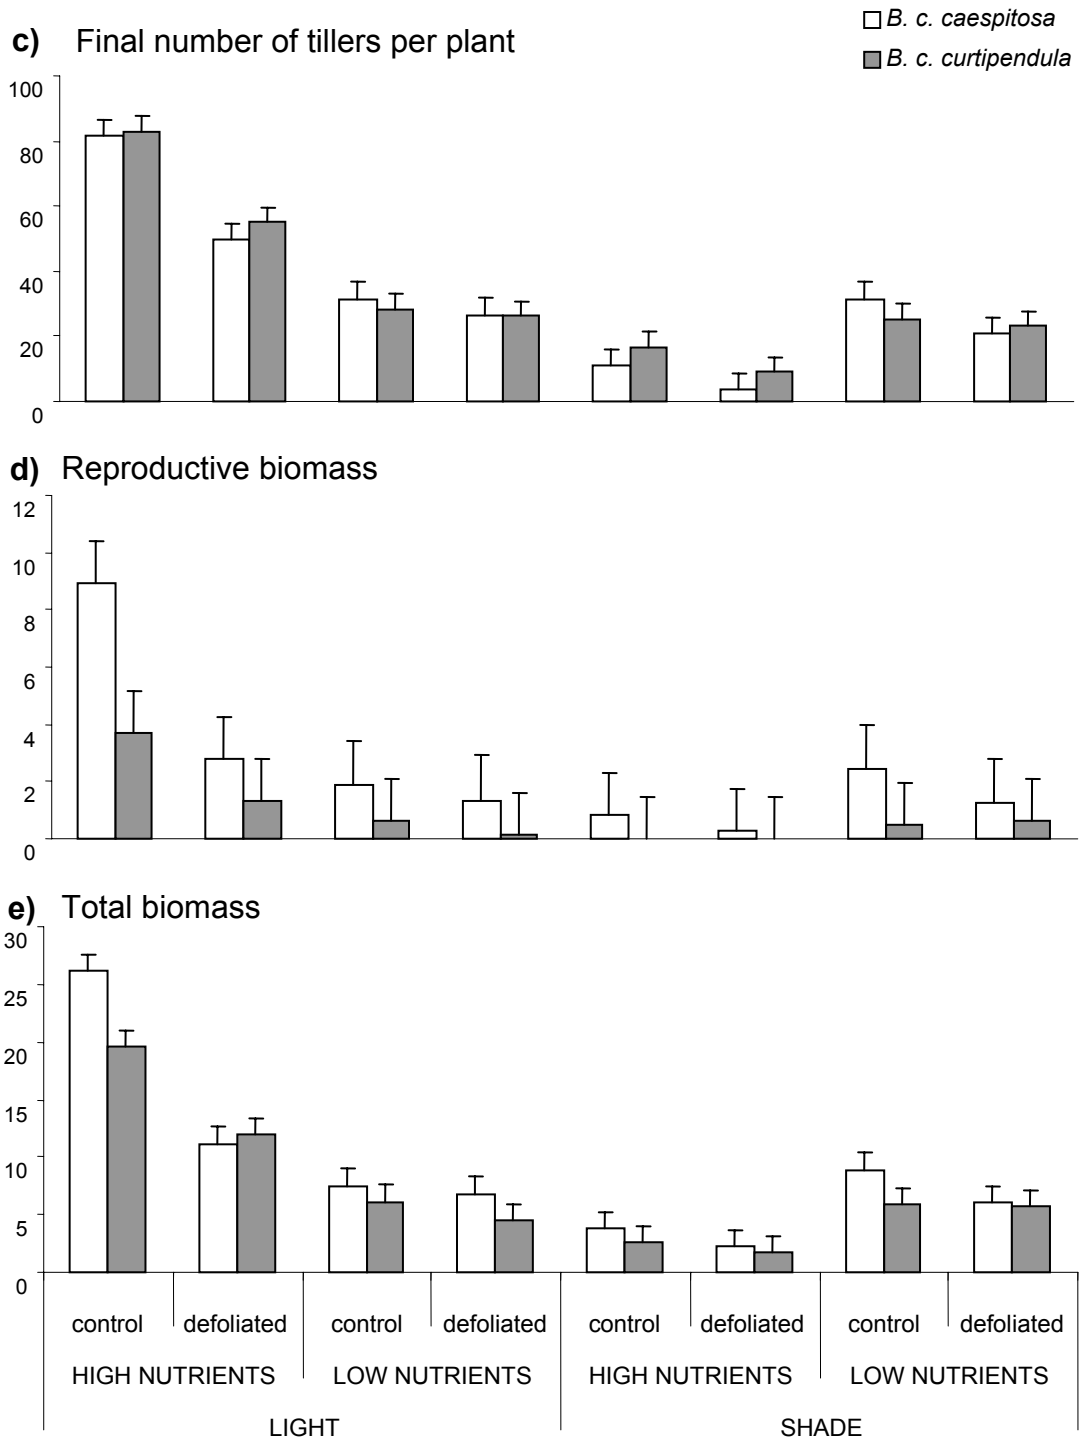 B. c. caespitosa
c) Final number of tillers per plant
B. c. curtipendula
100
80
60
40
20
0
d) Reproductive biomass
12
10
8
6
4
2
0
e) Total biomass
30
25
20
15
10
5
0
control defoliated control defoliated control defoliated control defoliated
HIGH NUTRIENTS LOW NUTRIENTS HIGH NUTRIENTS LOW NUTRIENTS
LIGHT SHADE